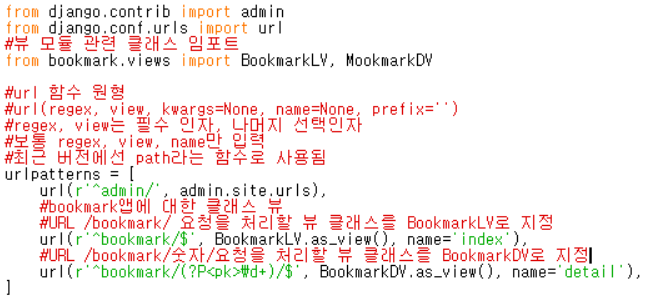 from django.contrib import admin
from django.conf.urls import url
#뷰 모듈 관련 클래스 임포트
from bookmark.views import BookmarkLV, MookmarkDV

#url 함수 원형
#url(regex, view, kwargs=None, name=None, prefix='')
#regex, view는 필수 인자, 나머지 선택인자
#보통 regex, view, name만 입력
#최근 버전에선 path라는 함수로 사용됨
urlpatterns = [
    url(r'^admin/', admin.site.urls),
    #bookmark앱에 대한 클래스 뷰
    #URL /bookmark/ 요청을 처리할 뷰 클래스를 BookmarkLV로 지정
    url(r'^bookmark/$', BookmarkLV.as_view(), name='index'),
    #URL /bookmark/숫자/요청을 처리할 뷰 클래스를 BookmarkDV로 지정
    url(r'^bookmark/(?P<pk>₩d+)/$', BookmarkDV.as_view(), name='detail'),
]